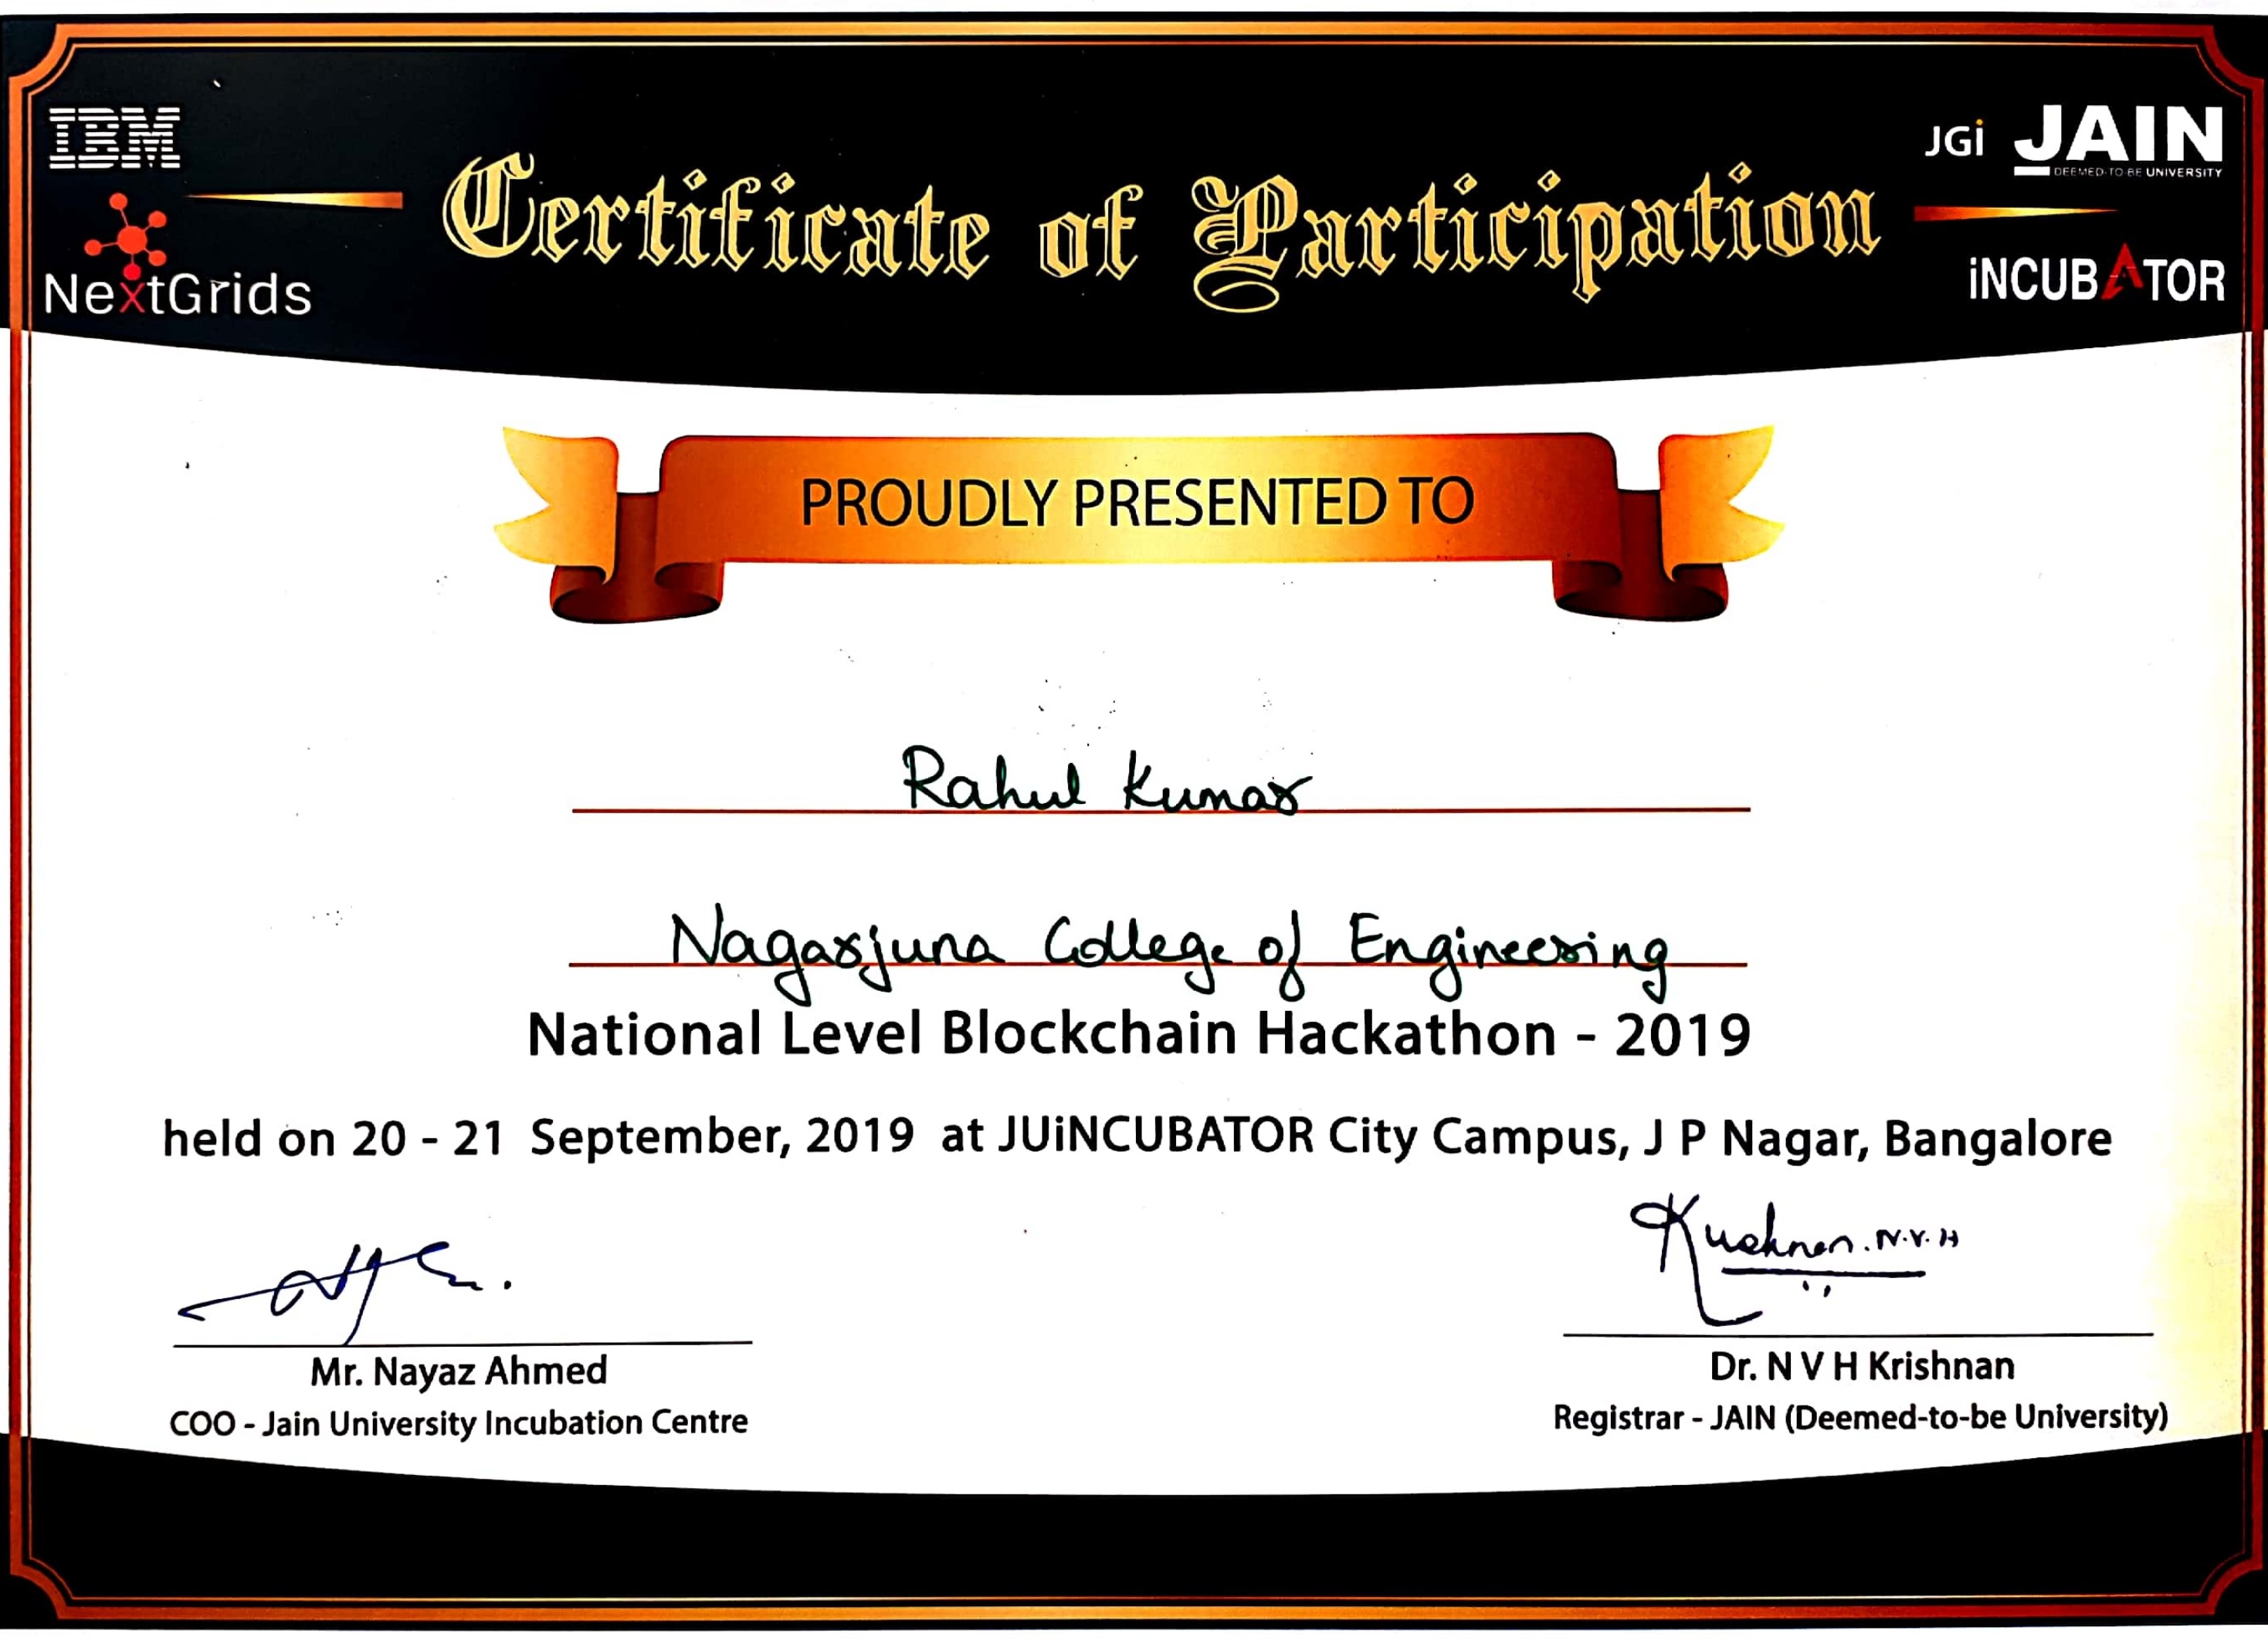 IBM
NextGrids
Certificate of Participation
JGi JAIN
DEEMED-TO-BE UNIVERSITY
iNCUBATOR
PROUDLY PRESENTED TO
Rahul Kumar
Nagarjuna College of Engineering
National Level Blockchain Hackathon - 2019
held on 20 - 21 September, 2019 at JUiNCUBATOR City Campus, J P Nagar, Bangalore
Krishnan. N.V.H
Mr. Nayaz Ahmed
COO - Jain University Incubation Centre
Dr. N V H Krishnan
Registrar - JAIN (Deemed-to-be University)